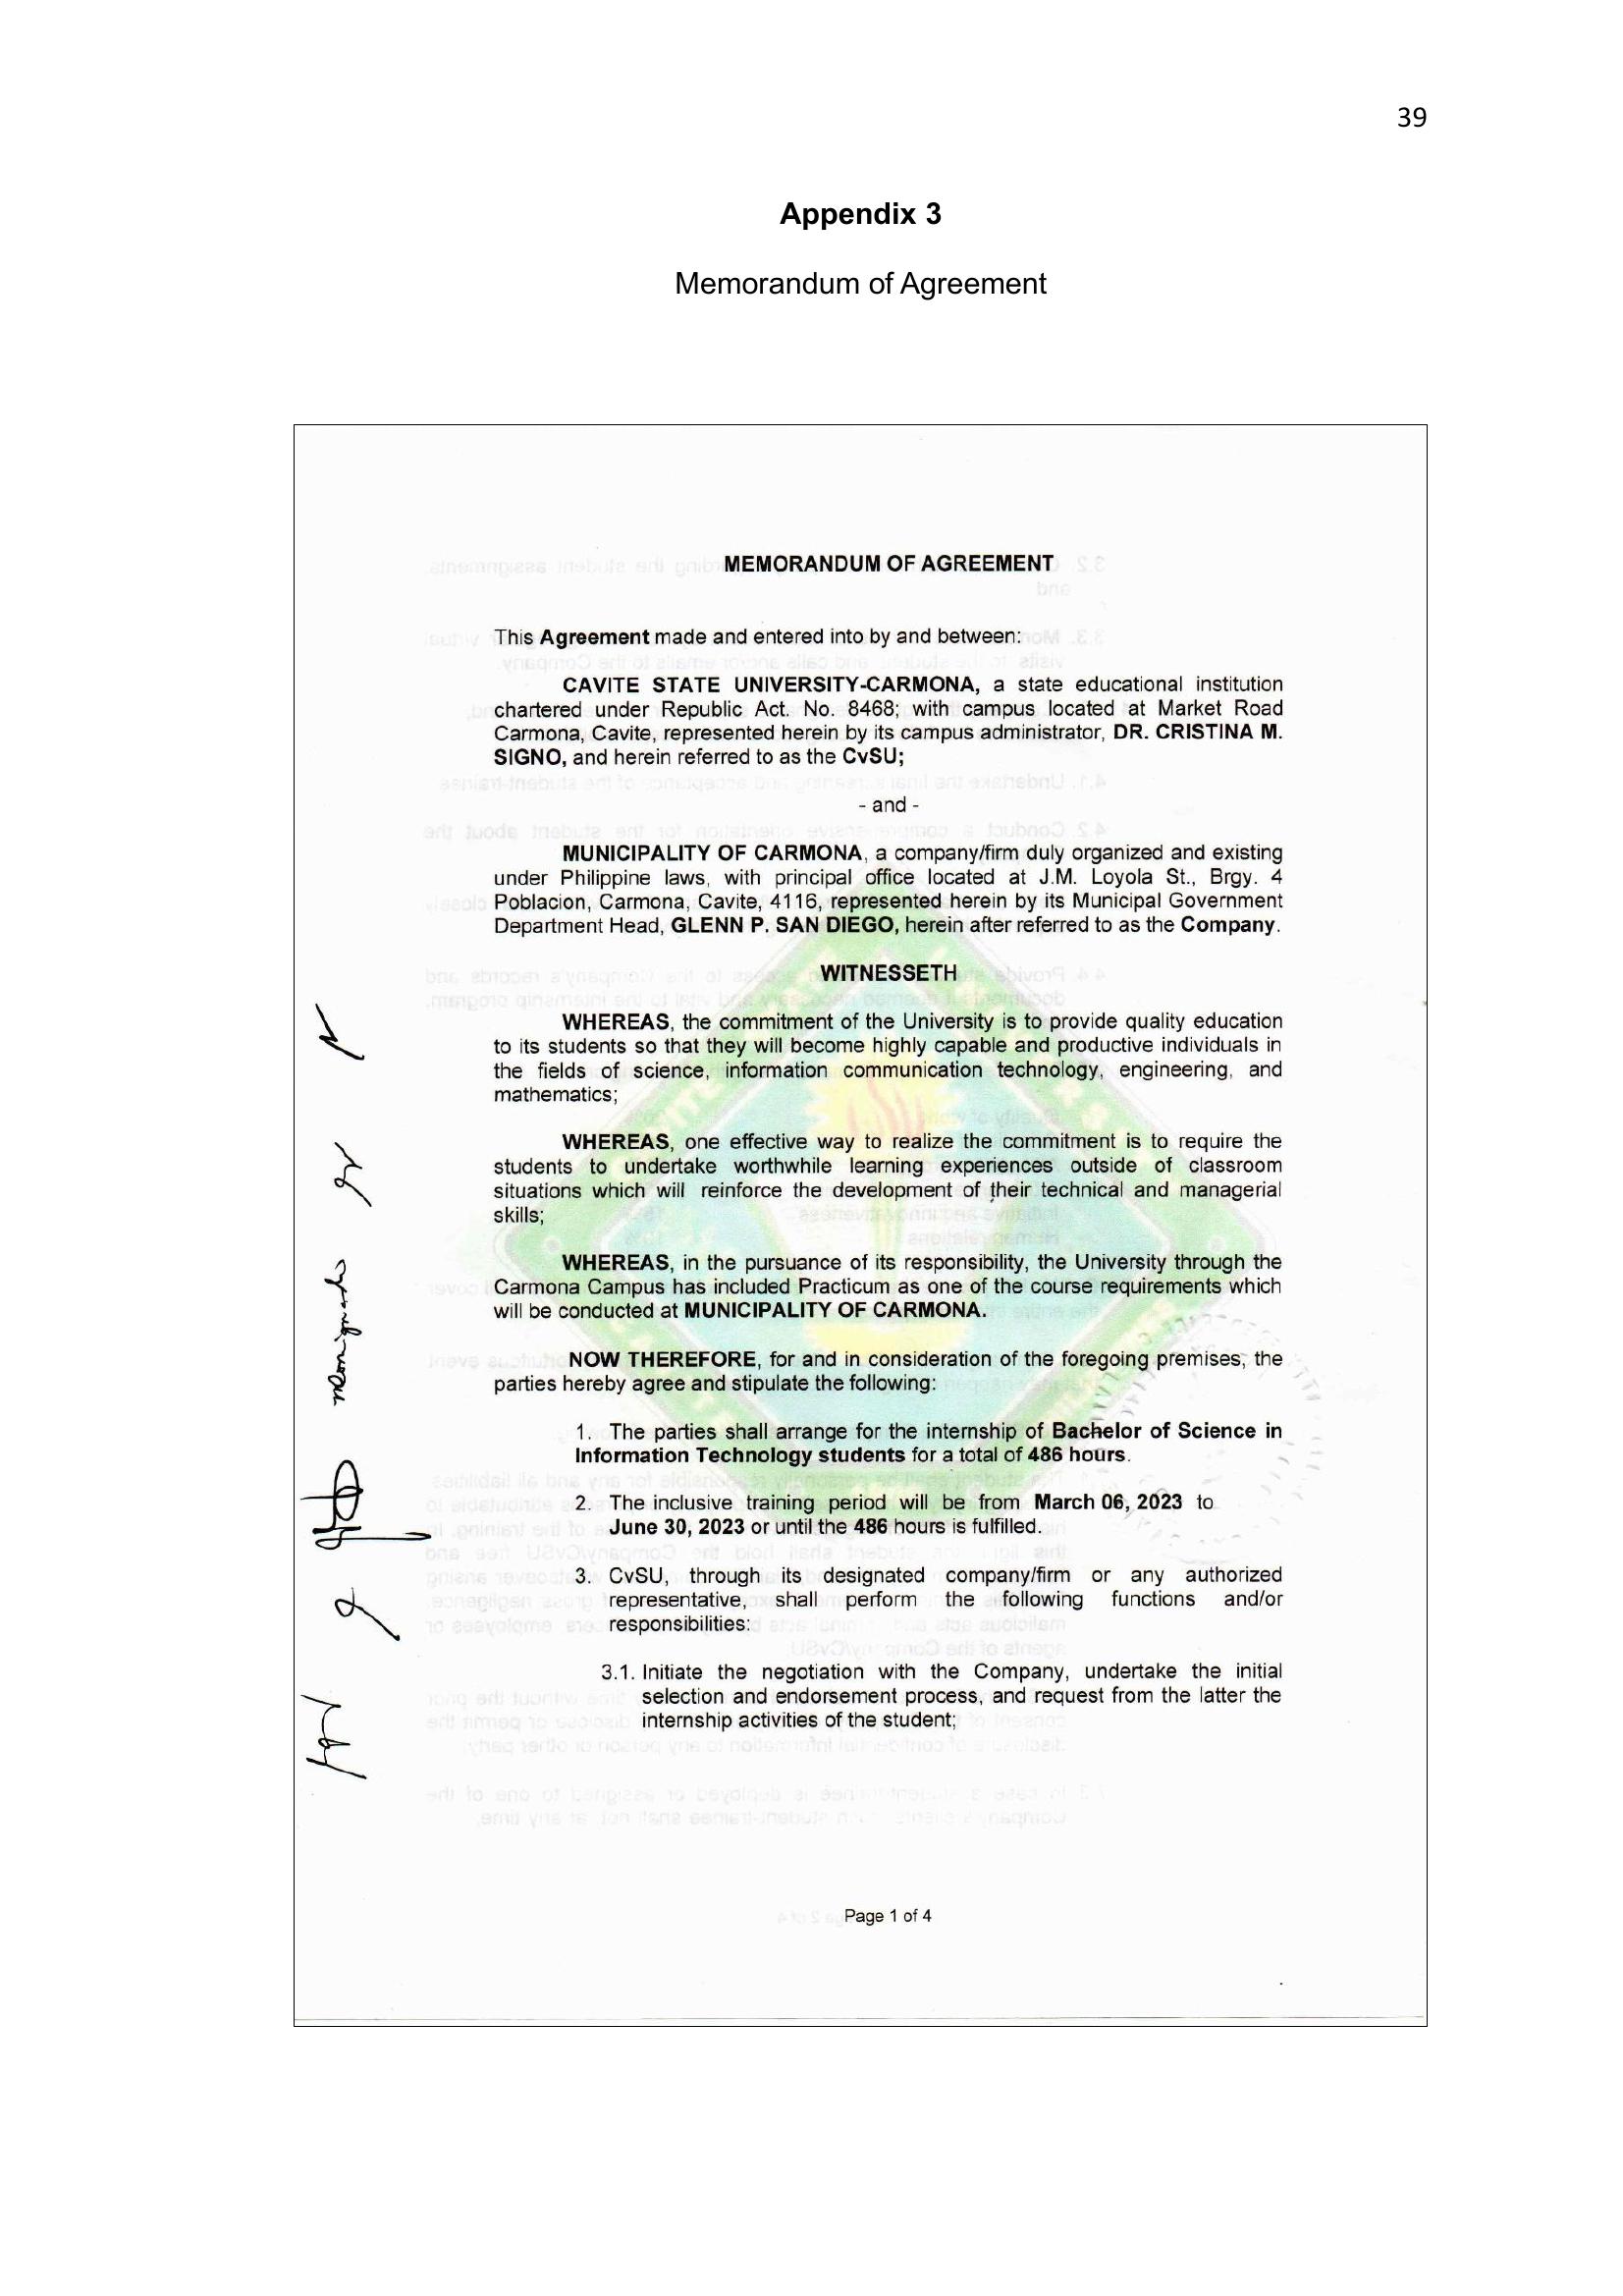 39
Appendix 3
Memorandum of Agreement
MEMORANDUM OF AGREEMENT
This Agreement made and entered into by and between:
CAVITE STATE UNIVERSITY-CARMONA, a state educational institution
chartered under Republic Act. No. 8468; with campus located at Market Road
Carmona, Cavite, represented herein by its campus administrator, DR. CRISTINA M.
SIGNO, and herein referred to as the CvSU;
- and -
MUNICIPALITY OF CARMONA, a company/firm duly organized and existing
under Philippine laws, with principal office located at J.M. Loyola St., Brgy. 4
Poblacion, Carmona, Cavite, 4116, represented herein by its Municipal Government
Department Head, GLENN P. SAN DIEGO, herein after referred to as the Company.
WITNESSETH
WHEREAS, the commitment of the University is to provide quality education
to its students so that they will become highly capable and productive individuals in
the fields of science, information communication technology, engineering, and
mathematics;
WHEREAS, one effective way to realize the commitment is to require the
students to undertake worthwhile learning experiences outside of classroom
situations which will reinforce the development of their technical and managerial
skills;
WHEREAS, in the pursuance of its responsibility, the University through the
Carmona Campus has included Practicum as one of the course requirements which
will be conducted at MUNICIPALITY OF CARMONA.
NOW THEREFORE, for and in consideration of the foregoing premises, the
parties hereby agree and stipulate the following:
1. The parties shall arrange for the internship of Bachelor of Science in
Information Technology students for a total of 486 hours.
2. The inclusive training period will be from March 06, 2023 to
June 30, 2023 or until the 486 hours is fulfilled.
3. CvSU, through its designated company/firm or any authorized
representative, shall perform the following functions and/or
responsibilities:
3.1. Initiate the negotiation with the Company, undertake the initial
selection and endorsement process, and request from the latter the
internship activities of the student;
Page 1 of 4